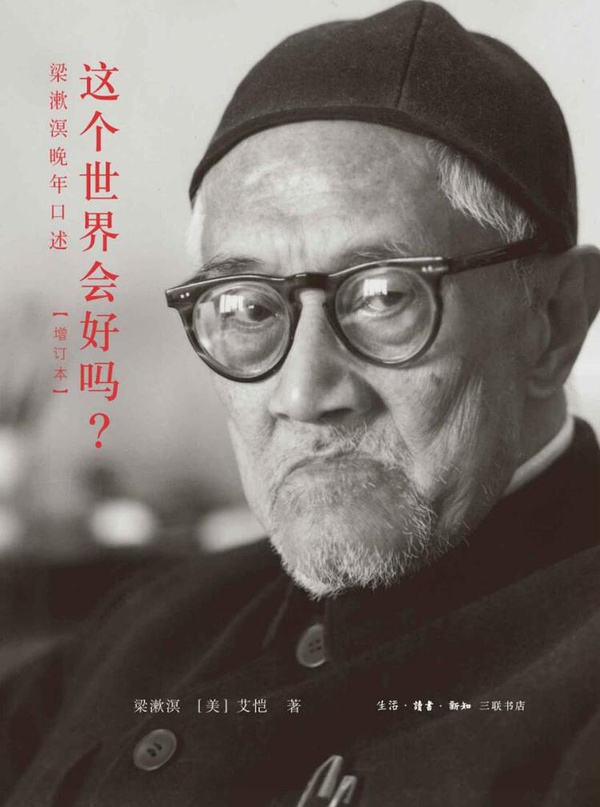 这个世界会好吗？
梁漱溟晚年口述
【增订本】
梁漱溟 [美]艾恺 著
生活·讀書·新知 三联书店